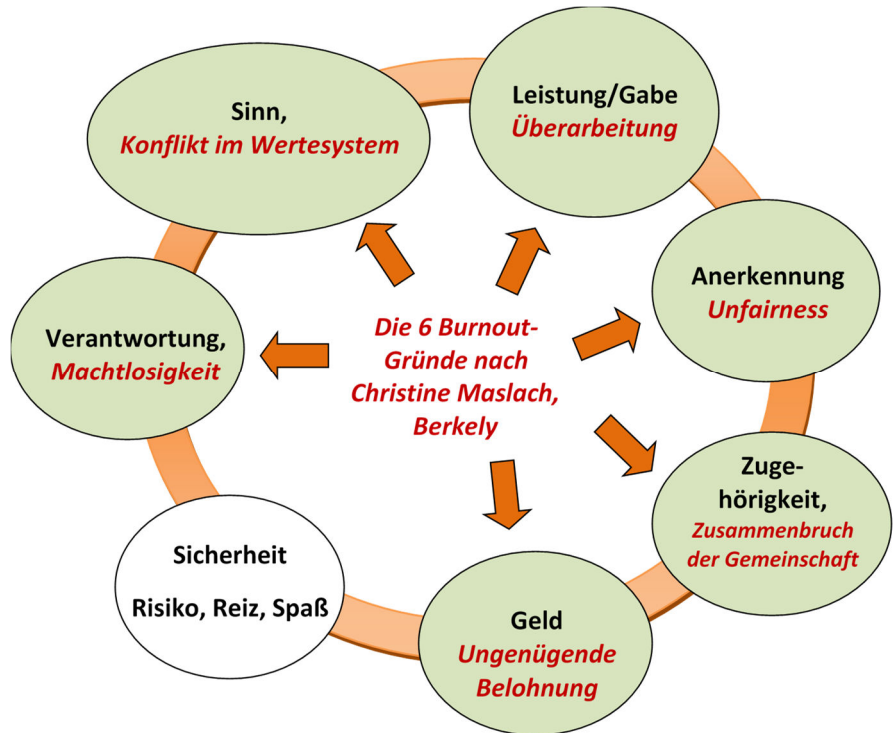 Sinn,
Konflikt im Wertesystem
Leistung/Gabe
Überarbeitung
Anerkennung
Unfairness
Verantwortung,
Machtlosigkeit
Die 6 Burnout-
Gründe nach
Christine Maslach,
Berkely
Zuge-
hörigkeit,
Zusammenbruch
der Gemeinschaft
Sicherheit
Risiko, Reiz, Spaß
Geld
Ungenügende
Belohnung